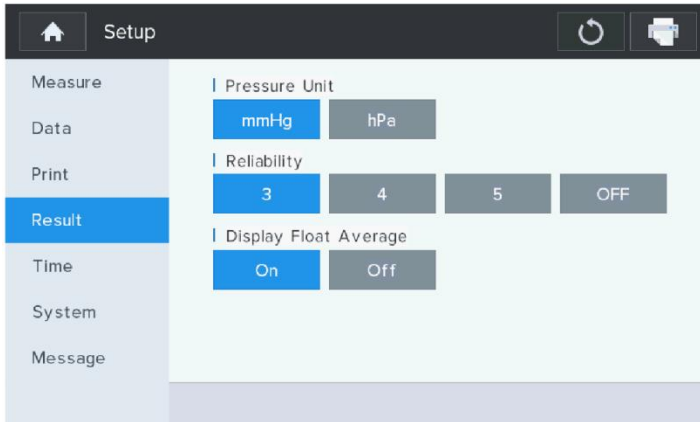 Setup
Measure
Data
Print
Result
Time
System
Message
Pressure Unit
mmHg hPa
Reliability
3 4 5 OFF
Display Float Average
On Off